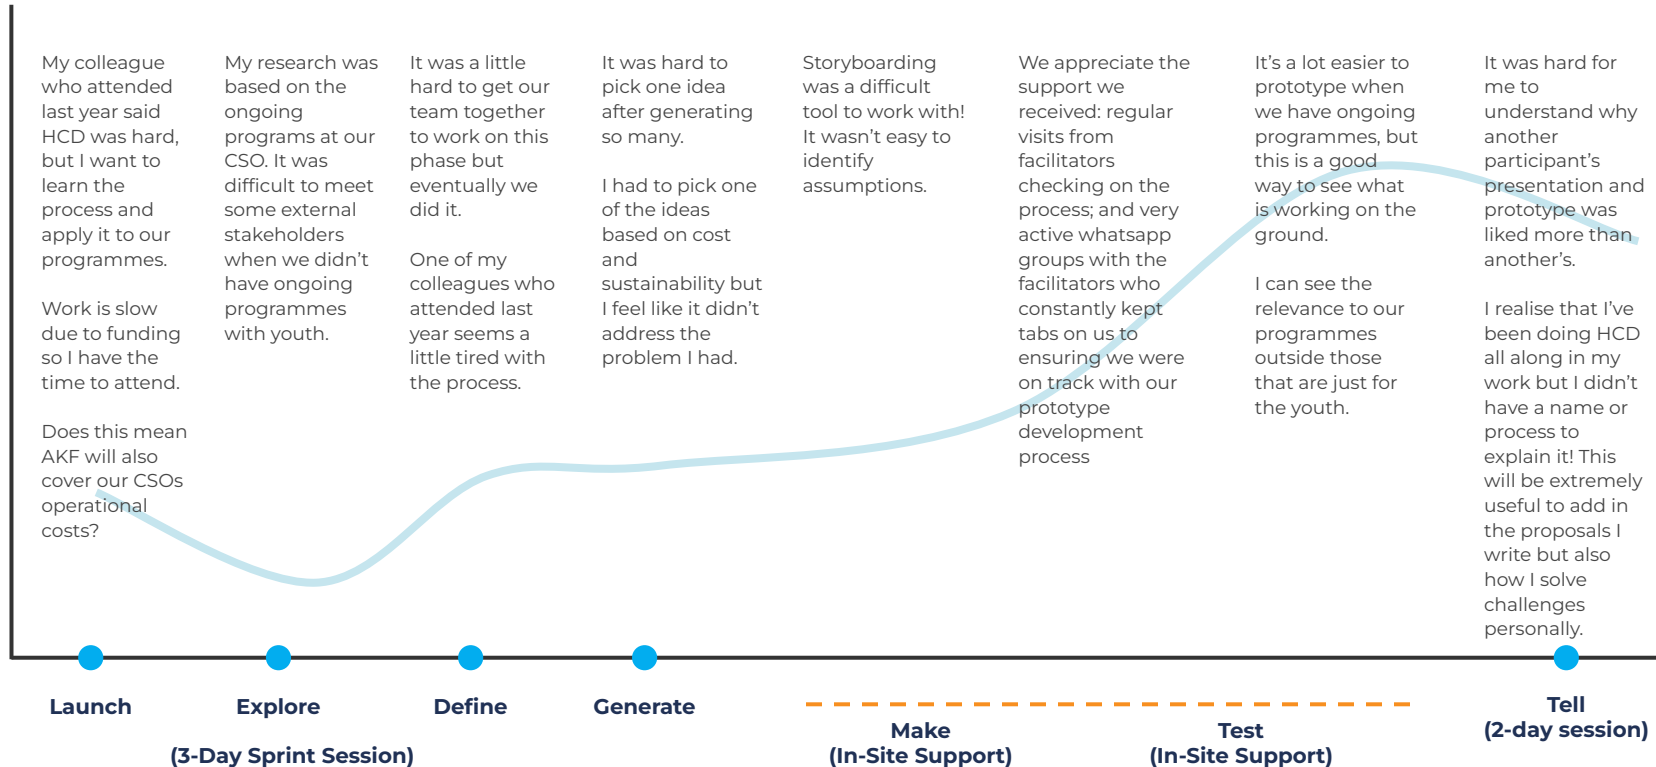 My colleague
who attended
last year said
HCD was hard,
but I want to
learn the
process and
apply it to our
programmes.
Work is slow
due to funding
so I have the
time to attend.
Does this mean
AKF will also
cover our CSOs
operational
costs?
My research was
based on the
ongoing
programs at our
CSO. It was
difficult to meet
some external
stakeholders
when we didn’t
have ongoing
programmes
with youth.
It was a little
hard to get our
team together
to work on this
phase but
eventually we
did it.
One of my
colleagues who
attended last
year seems a
little tired with
the process.
It was hard to
pick one idea
after generating
so many.
I had to pick one
of the ideas
based on cost
and
sustainability but
I feel like it didn’t
address the
problem I had.
Storyboarding
was a difficult
tool to work with!
It wasn’t easy to
identify
assumptions.
We appreciate the
support we
received: regular
visits from
facilitators
checking on the
process; and very
active whatsapp
groups with the
facilitators who
constantly kept
tabs on us to
ensuring we were
on track with our
prototype
development
process
It’s a lot easier to
prototype when
we have ongoing
programmes, but
this is a good
way to see what
is working on the
ground.
I can see the
relevance to our
programmes
outside those
that are just for
the youth.
It was hard for
me to
understand why
another
participant’s
presentation and
prototype was
liked more than
another’s.
I realise that I’ve
been doing HCD
all along in my
work but I didn’t
have a name or
process to
explain it! This
will be extremely
useful to add in
the proposals I
write but also
how I solve
challenges
personally.
Launch
Explore
Define
Generate
(3-Day Sprint Session)
Make
(In-Site Support)
Test
(In-Site Support)
Tell
(2-day session)